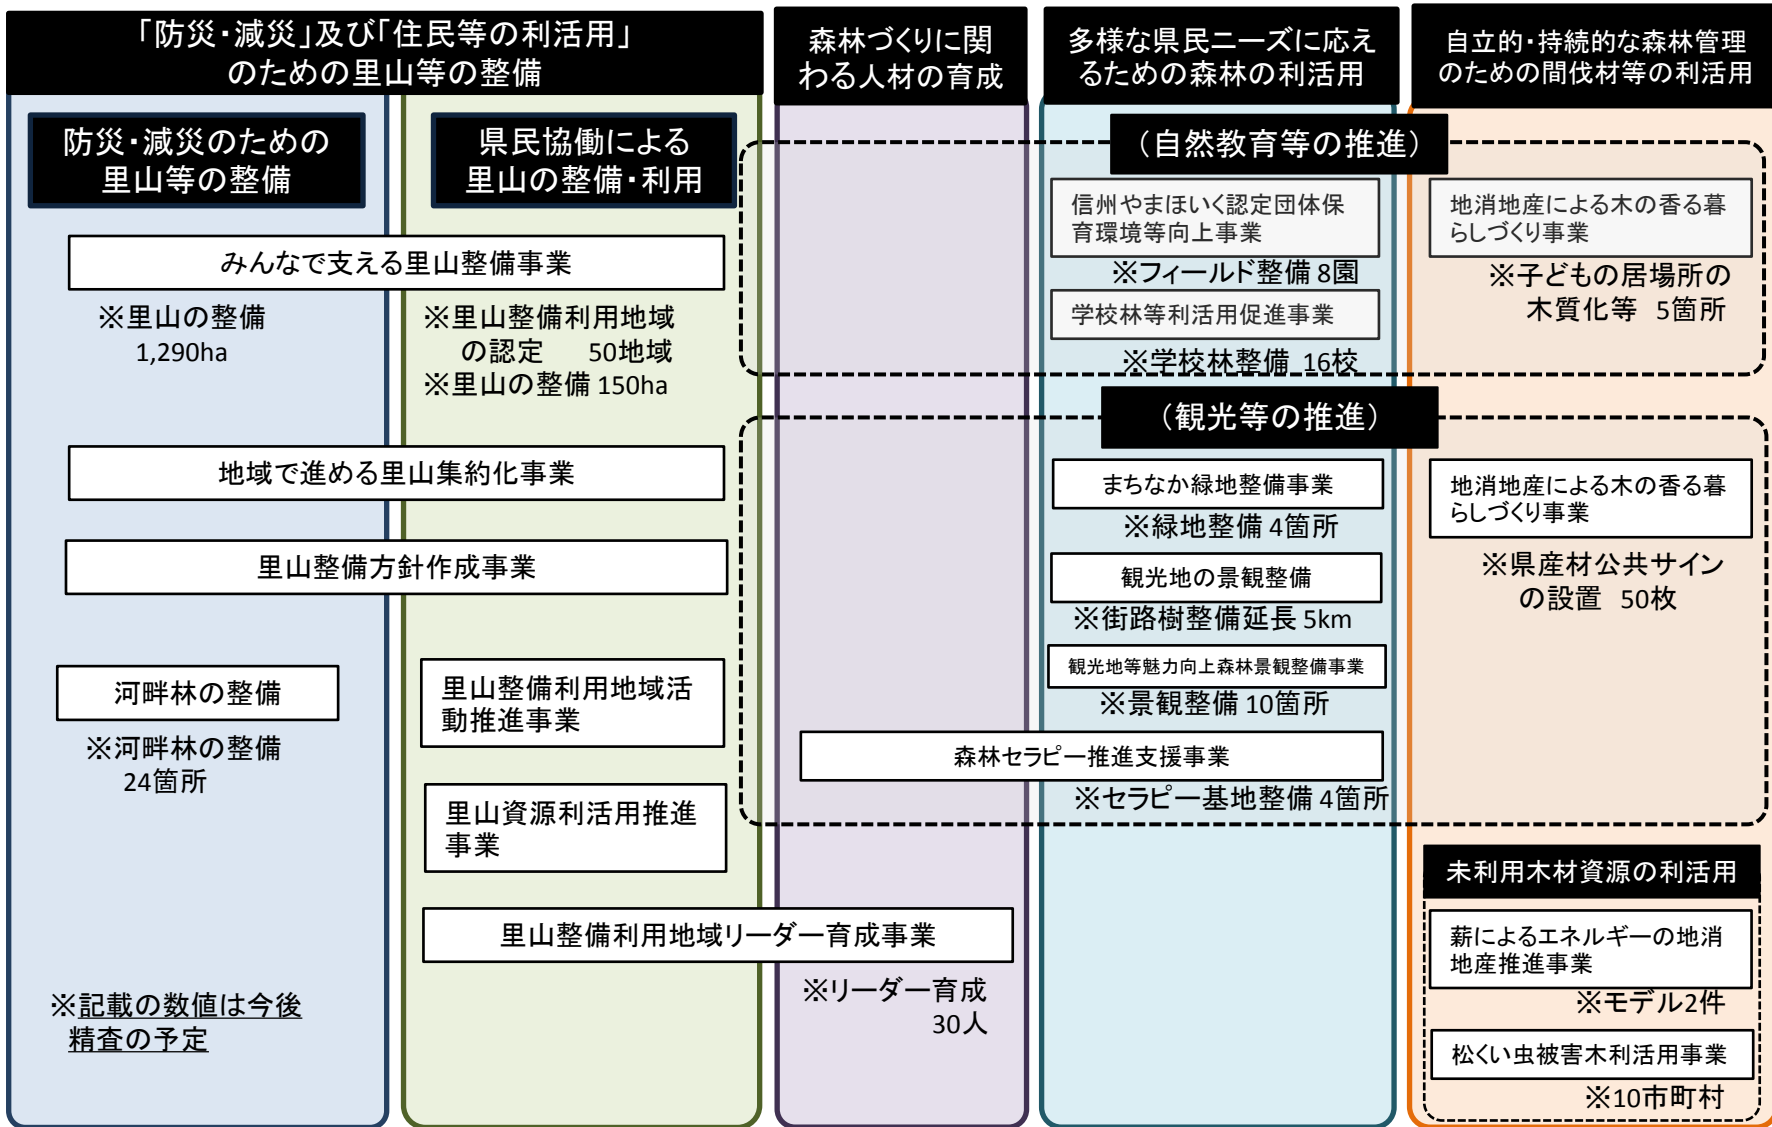 「防災・減災」及び「住民等の利活用」
のための里山等の整備
防災・減災のための
里山等の整備
県民協働による
里山の整備・利用
みんなで支える里山整備事業
※里山の整備
1,290ha
※里山整備利用地域
の認定 50地域
※里山の整備 150ha
地域で進める里山集約化事業
里山整備方針作成事業
河畔林の整備
※河畔林の整備
24箇所
里山整備利用地域活
動推進事業
里山資源利活用推進
事業
里山整備利用地域リーダー育成事業
※記載の数値は今後
精査の予定
森林づくりに関
わる人材の育成
※リーダー育成
30人
多様な県民ニーズに応え
るための森林の利活用
（自然教育等の推進）
信州やまほいく認定団体保
育環境等向上事業
※フィールド整備 8園
学校林等利活用促進事業
※学校林整備 16校
（観光等の推進）
まちなか緑地整備事業
※緑地整備 4箇所
観光地の景観整備
※街路樹整備延長 5km
観光地等魅力向上森林景観整備事業
※景観整備 10箇所
森林セラピー推進支援事業
※セラピー基地整備 4箇所
自立的・持続的な森林管理
のための間伐材等の利活用
地消地産による木の香る暮
らしづくり事業
※子どもの居場所の
木質化等 5箇所
地消地産による木の香る暮
らしづくり事業
※県産材公共サイン
の設置 50枚
未利用木材資源の利活用
薪によるエネルギーの地消
地産推進事業
※モデル2件
松くい虫被害木利活用事業
※10市町村